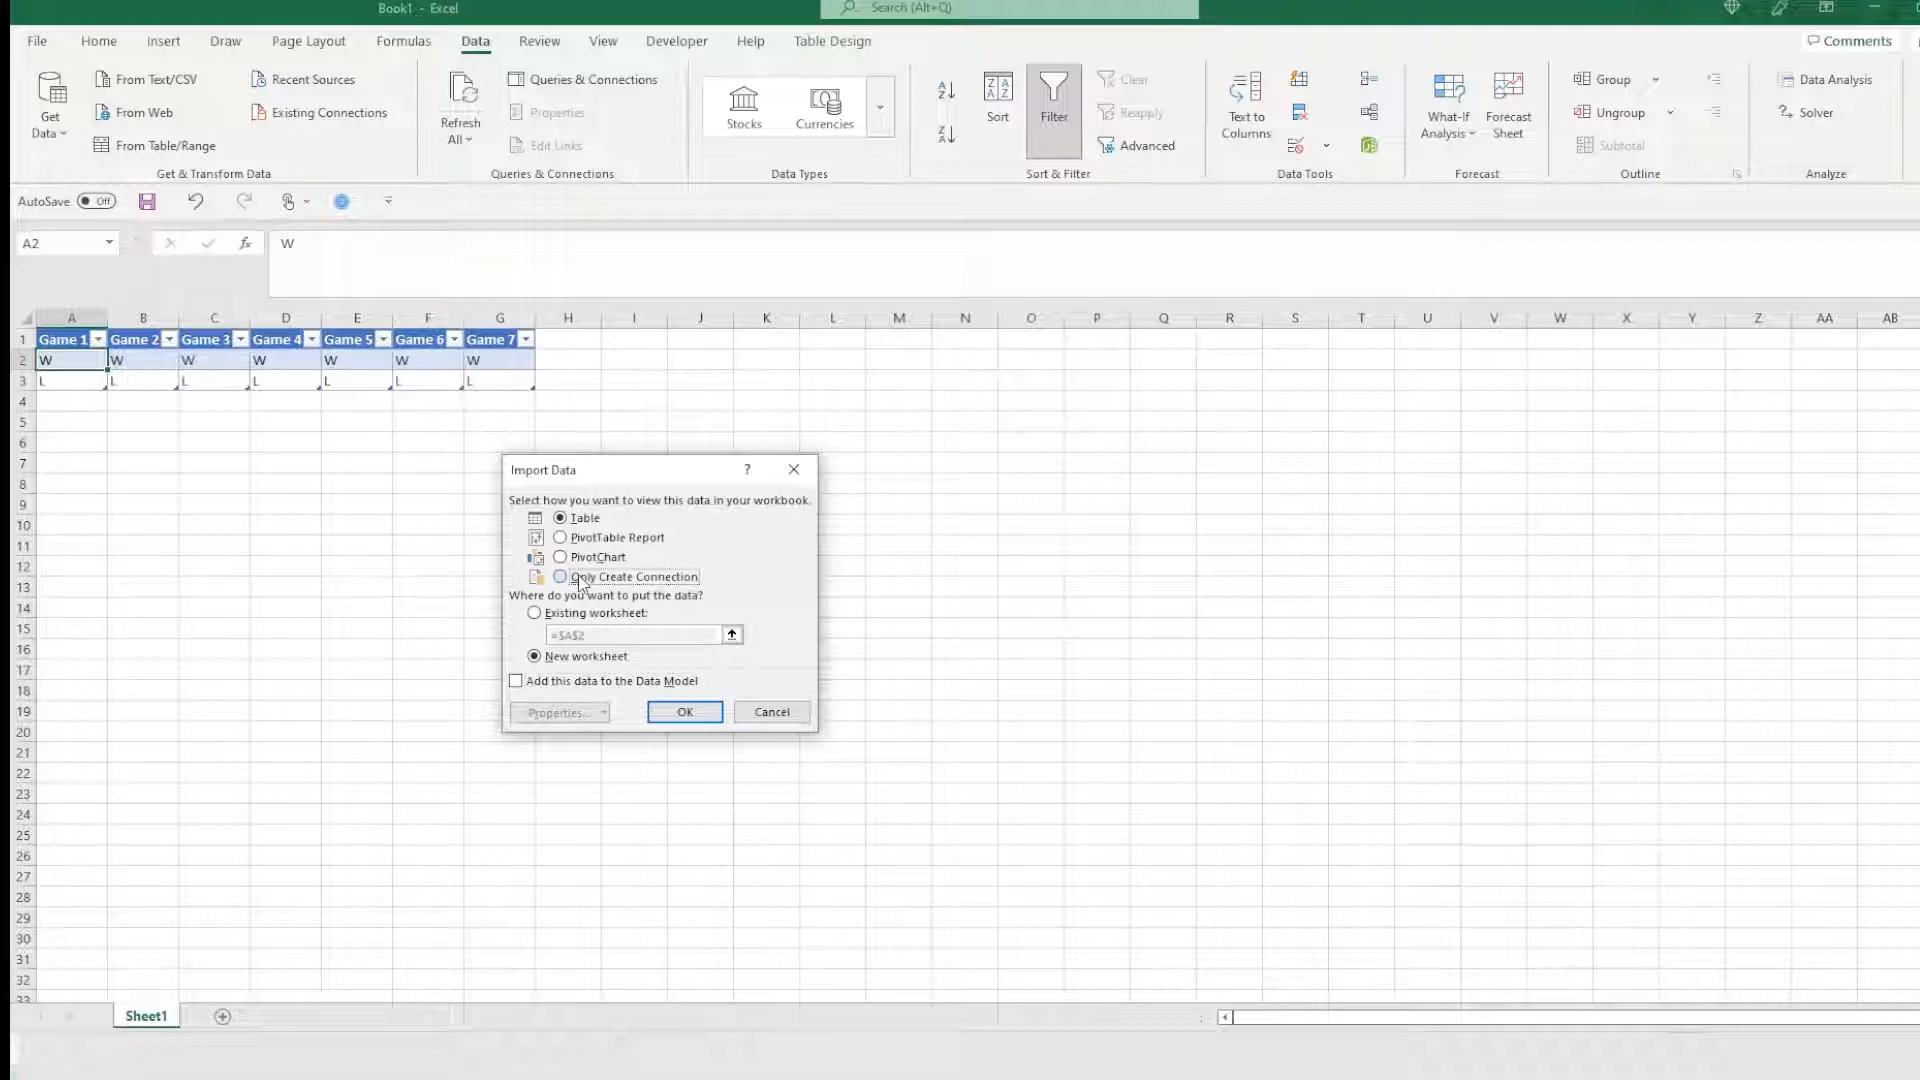 Book1 - Excel
Search (Alt+Q)
File Home Insert Draw Page Layout Formulas Data Review View Developer Help Table Design Comments
Get Data
From Text/CSV
From Web
From Table/Range
Recent Sources
Existing Connections
Get & Transform Data
Refresh All
Queries & Connections
Properties
Edit Links
Queries & Connections
Stocks
Currencies
Data Types
Sort
Filter
Clear
Reapply
Advanced
Sort & Filter
Text to Columns
Data Tools
What-If Analysis
Forecast Sheet
Forecast
Group
Ungroup
Subtotal
Outline
Data Analysis
Solver
Analyze
AutoSave Off
A2 fx W
A B C D E F G H I J K L M N O P Q R S T U V W X Y Z AA AB
1 Game 1 Game 2 Game 3 Game 4 Game 5 Game 6 Game 7
2 W W W W W W W
3 L L L L L L L
4
5
6
7
8
9
10
11
12
13
14
15
16
17
18
19
20
21
22
23
24
25
26
27
28
29
30
31
32
33
Import Data ?
Select how you want to view this data in your workbook.
Table
PivotTable Report
PivotChart
Only Create Connection
Where do you want to put the data?
Existing worksheet:
=$A$2
New worksheet
Add this data to the Data Model
Properties...
OK
Cancel
Sheet1